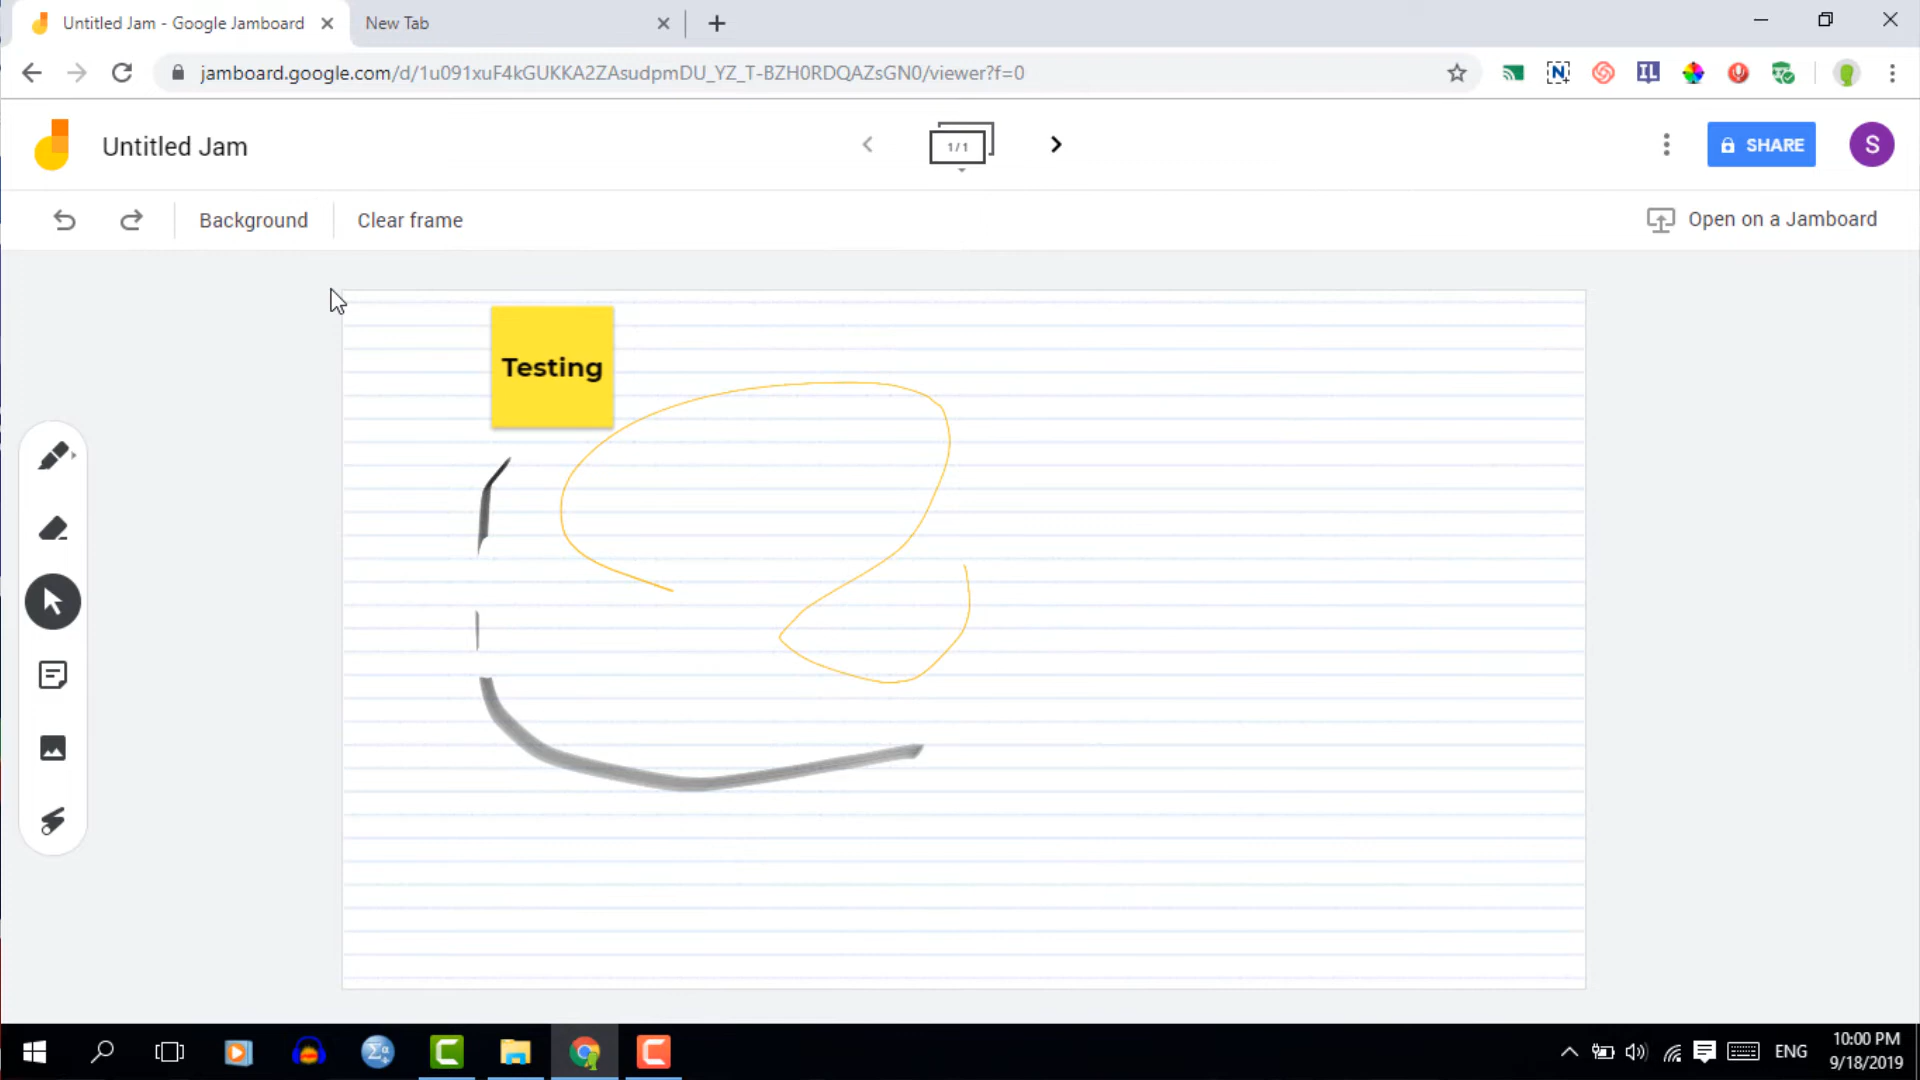 Untitled Jam - Google Jamboard
New Tab
jamboard.google.com/d/1u091xuF4kGUKKA2ZAsudpmDU_YZ_T-BZH0RDQAZsGN0/viewer?f=0
Untitled Jam
1/1
SHARE
S
Background
Clear frame
Open on a Jamboard
Testing
ENG
10:00 PM
9/18/2019